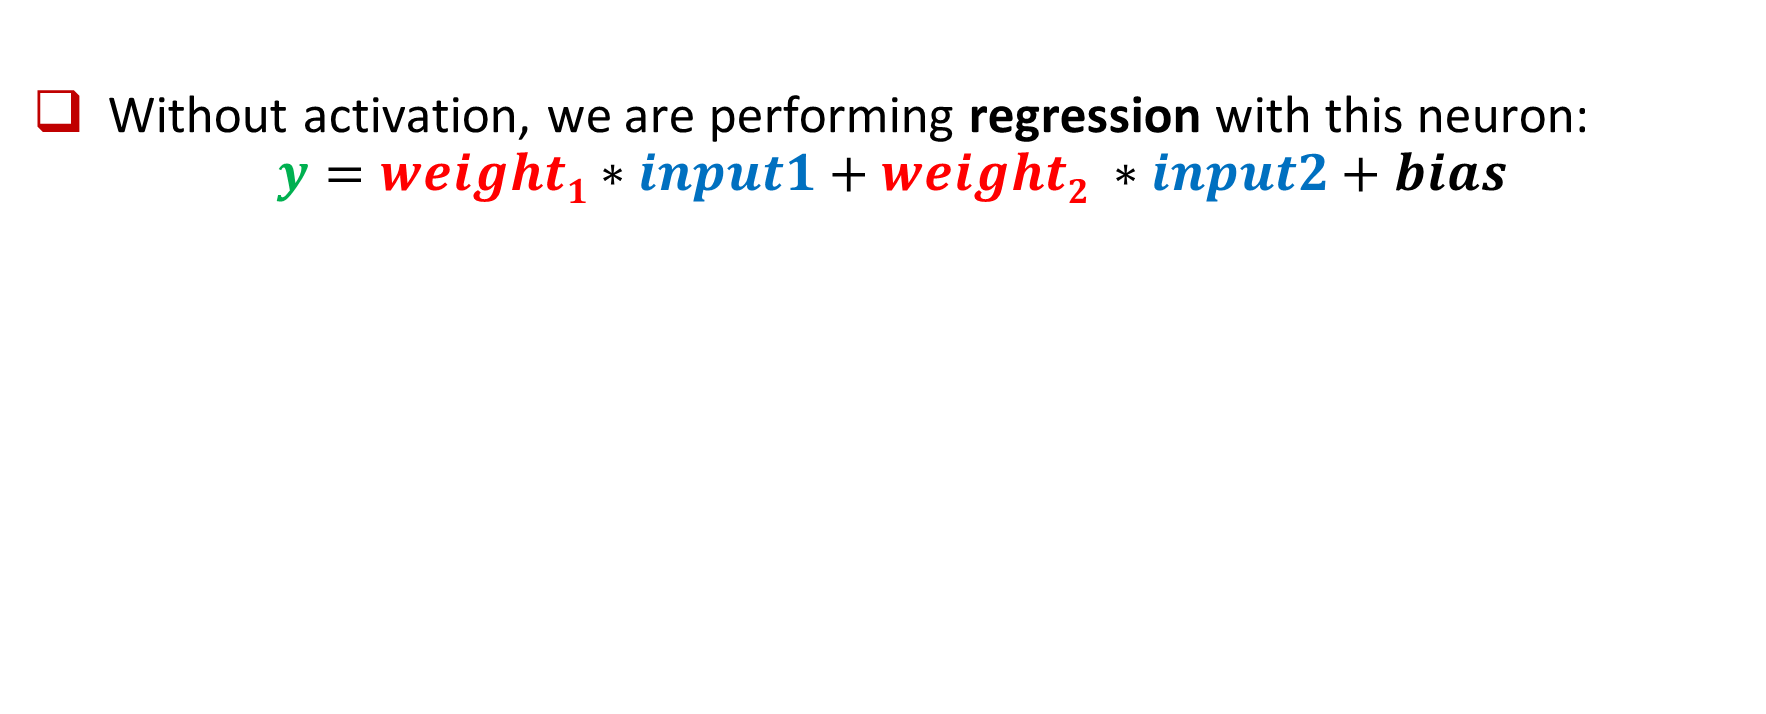 Without activation, we are performing regression with this neuron:
y = weight₁ * input1 + weight₂ * input2 + bias